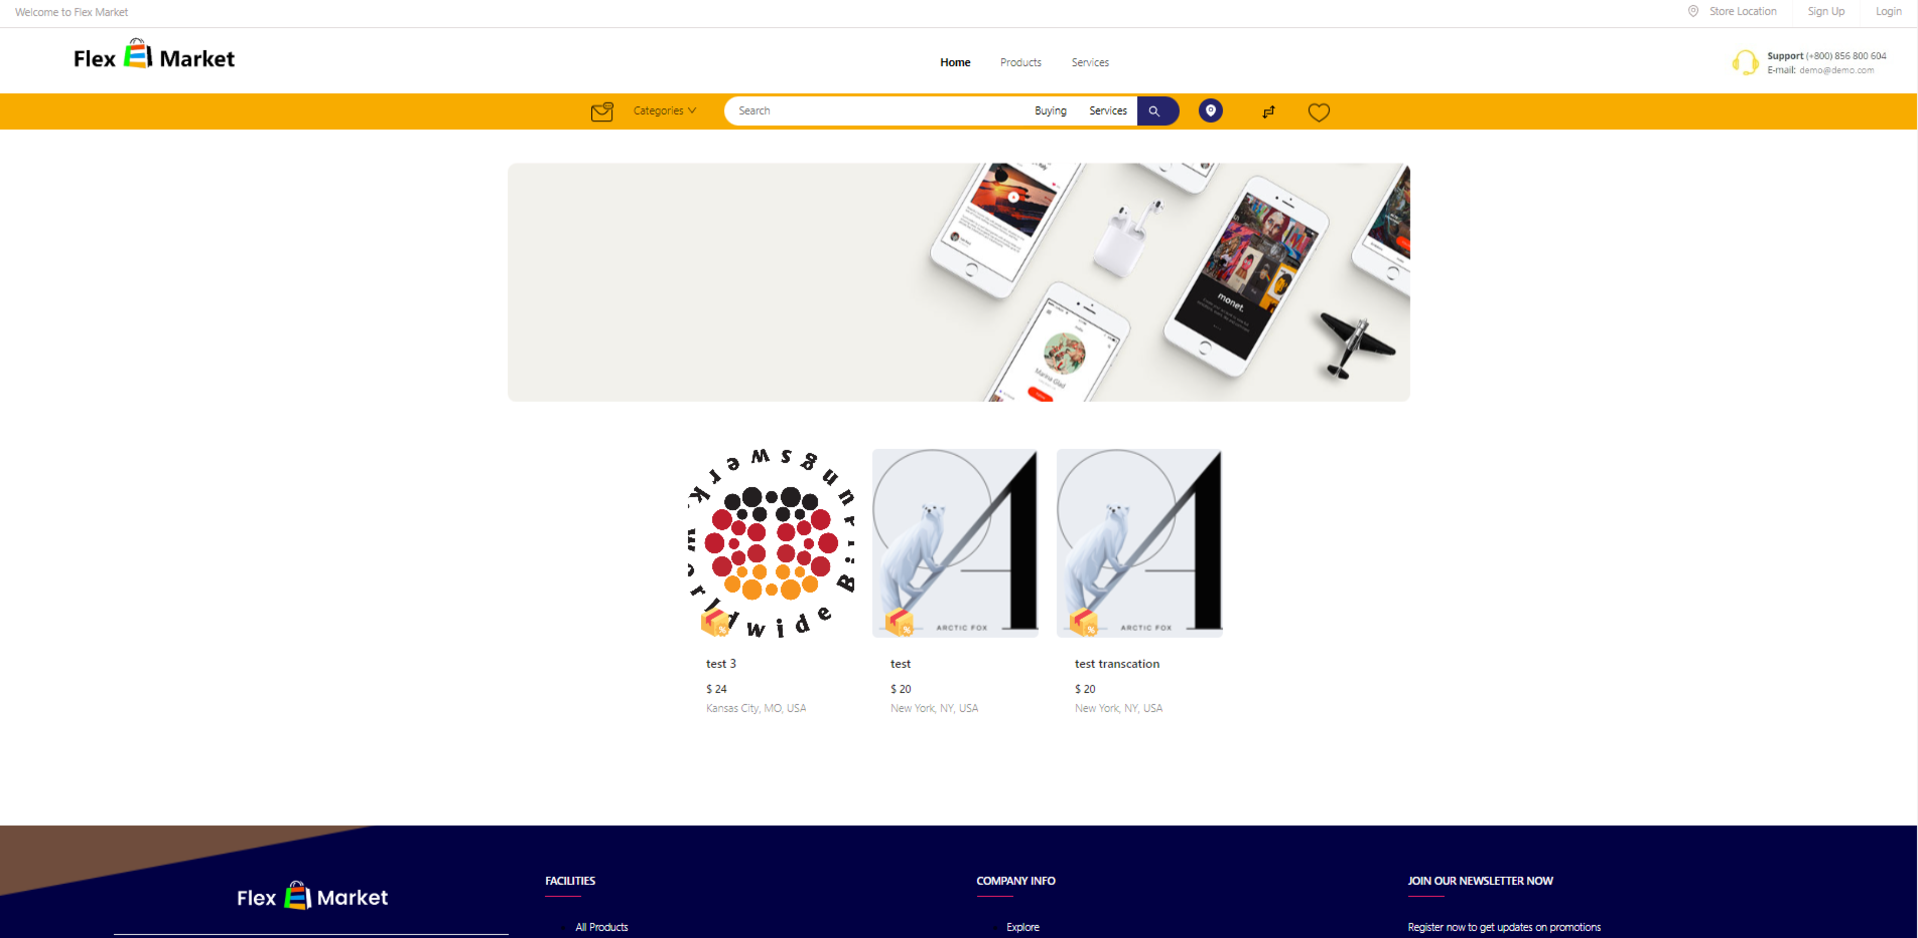 Welcome to Flex Market
Store Location
Sign Up
Login
Flex Market
Home
Products
Services
Support (+800) 856 800 604
E-mail: demo@demo.com
Categories
Search
Buying
Services
monet.
ARCTIC FOX
ARCTIC FOX
test 3
test
test transcation
$ 24
$ 20
$ 20
Kansas City, MO, USA
New York, NY, USA
New York, NY, USA
Flex Market
FACILITIES
COMPANY INFO
JOIN OUR NEWSLETTER NOW
All Products
Explore
Register now to get updates on promotions